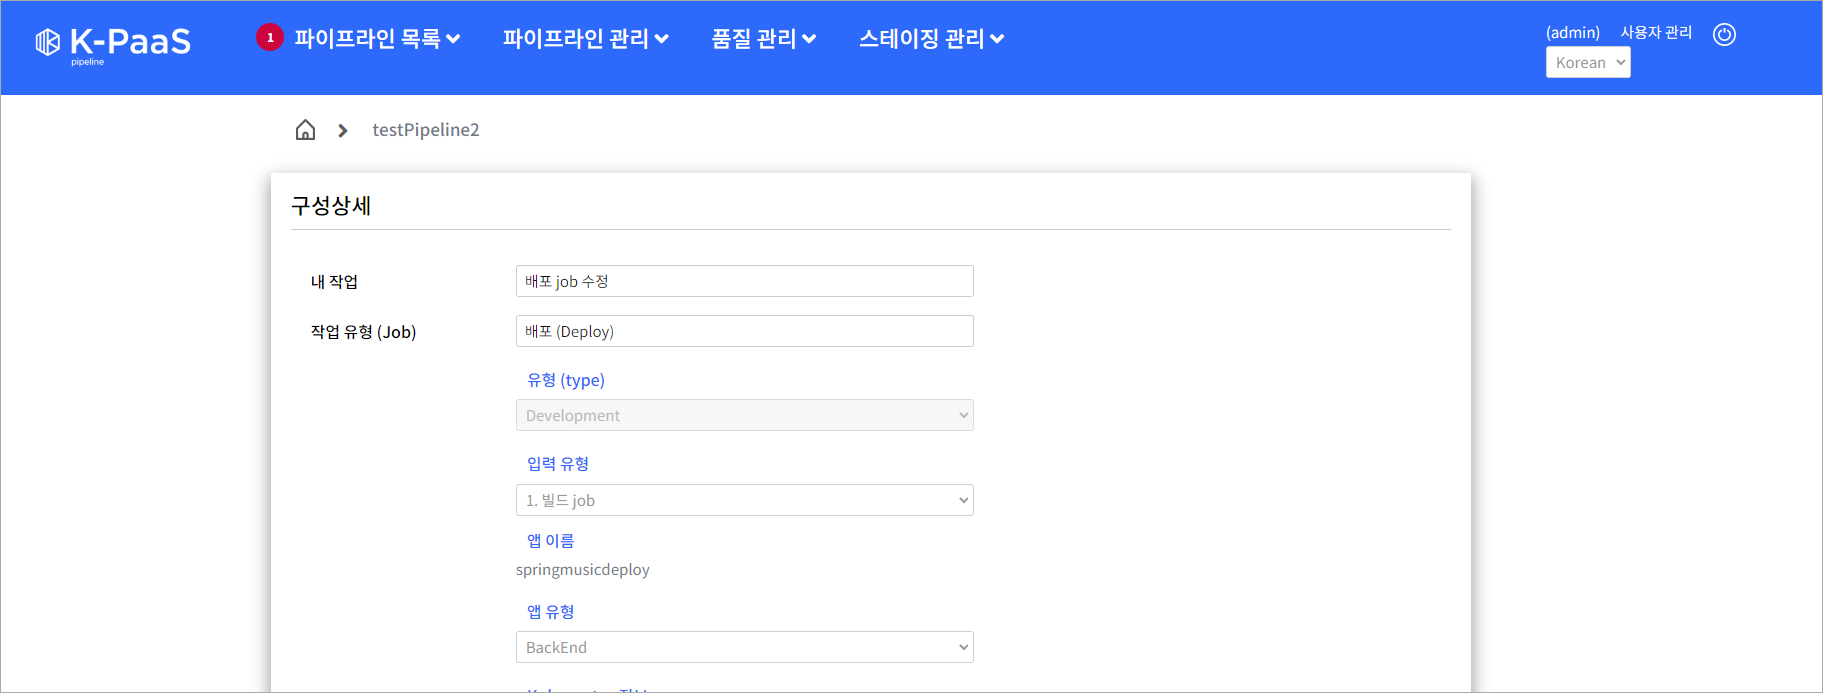 K-PaaS
pipeline
1 파이프라인 목록 파이프라인 관리 품질 관리 스테이징 관리
(admin) 사용자 관리
Korean
testPipeline2
구성상세
내 작업 배포 job 수정
작업 유형 (Job) 배포 (Deploy)
유형 (type)
Development
입력 유형
1. 빌드 job
앱 이름
springmusicdeploy
앱 유형
BackEnd